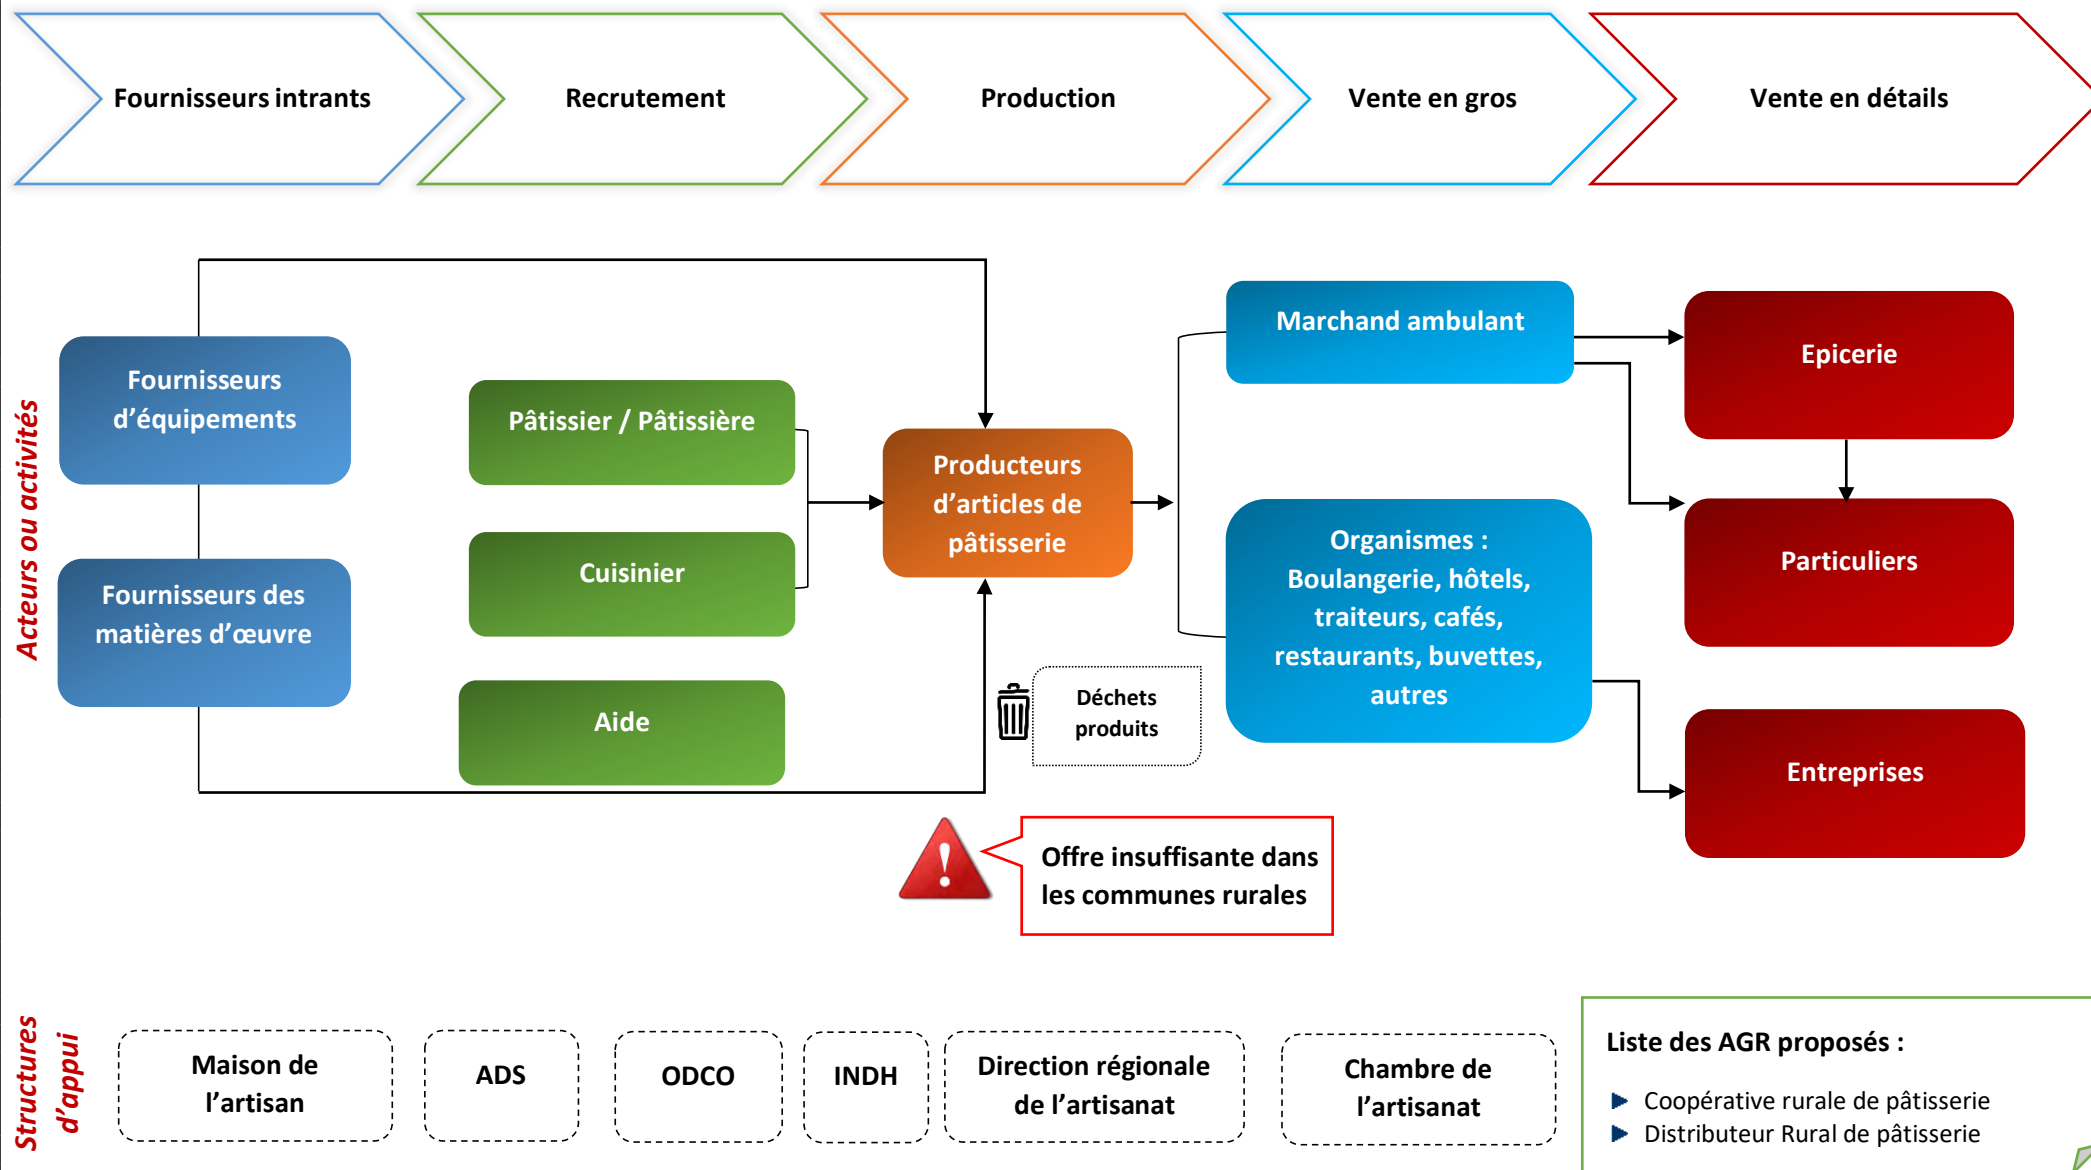 Fournisseurs intrants
Recrutement
Production
Vente en gros
Vente en détails
Acteurs ou activités
Fournisseurs
d’équipements
Fournisseurs des
matières d’œuvre
Pâtissier / Pâtissière
Cuisinier
Aide
Producteurs
d’articles de
pâtisserie
Déchets
produits
Offre insuffisante dans
les communes rurales
Marchand ambulant
Organismes :
Boulangerie, hôtels,
traiteurs, cafés,
restaurants, buvettes,
autres
Epicerie
Particuliers
Entreprises
Structures
d’appui
Maison de
l’artisan
ADS
ODCO
INDH
Direction régionale
de l’artisanat
Chambre de
l’artisanat
Liste des AGR proposés :
Coopérative rurale de pâtisserie
Distributeur Rural de pâtisserie